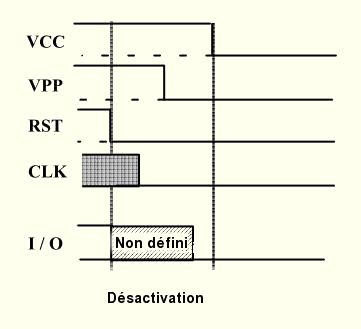 VCC
VPP
RST
CLK
I / O
Non défini
Désactivation